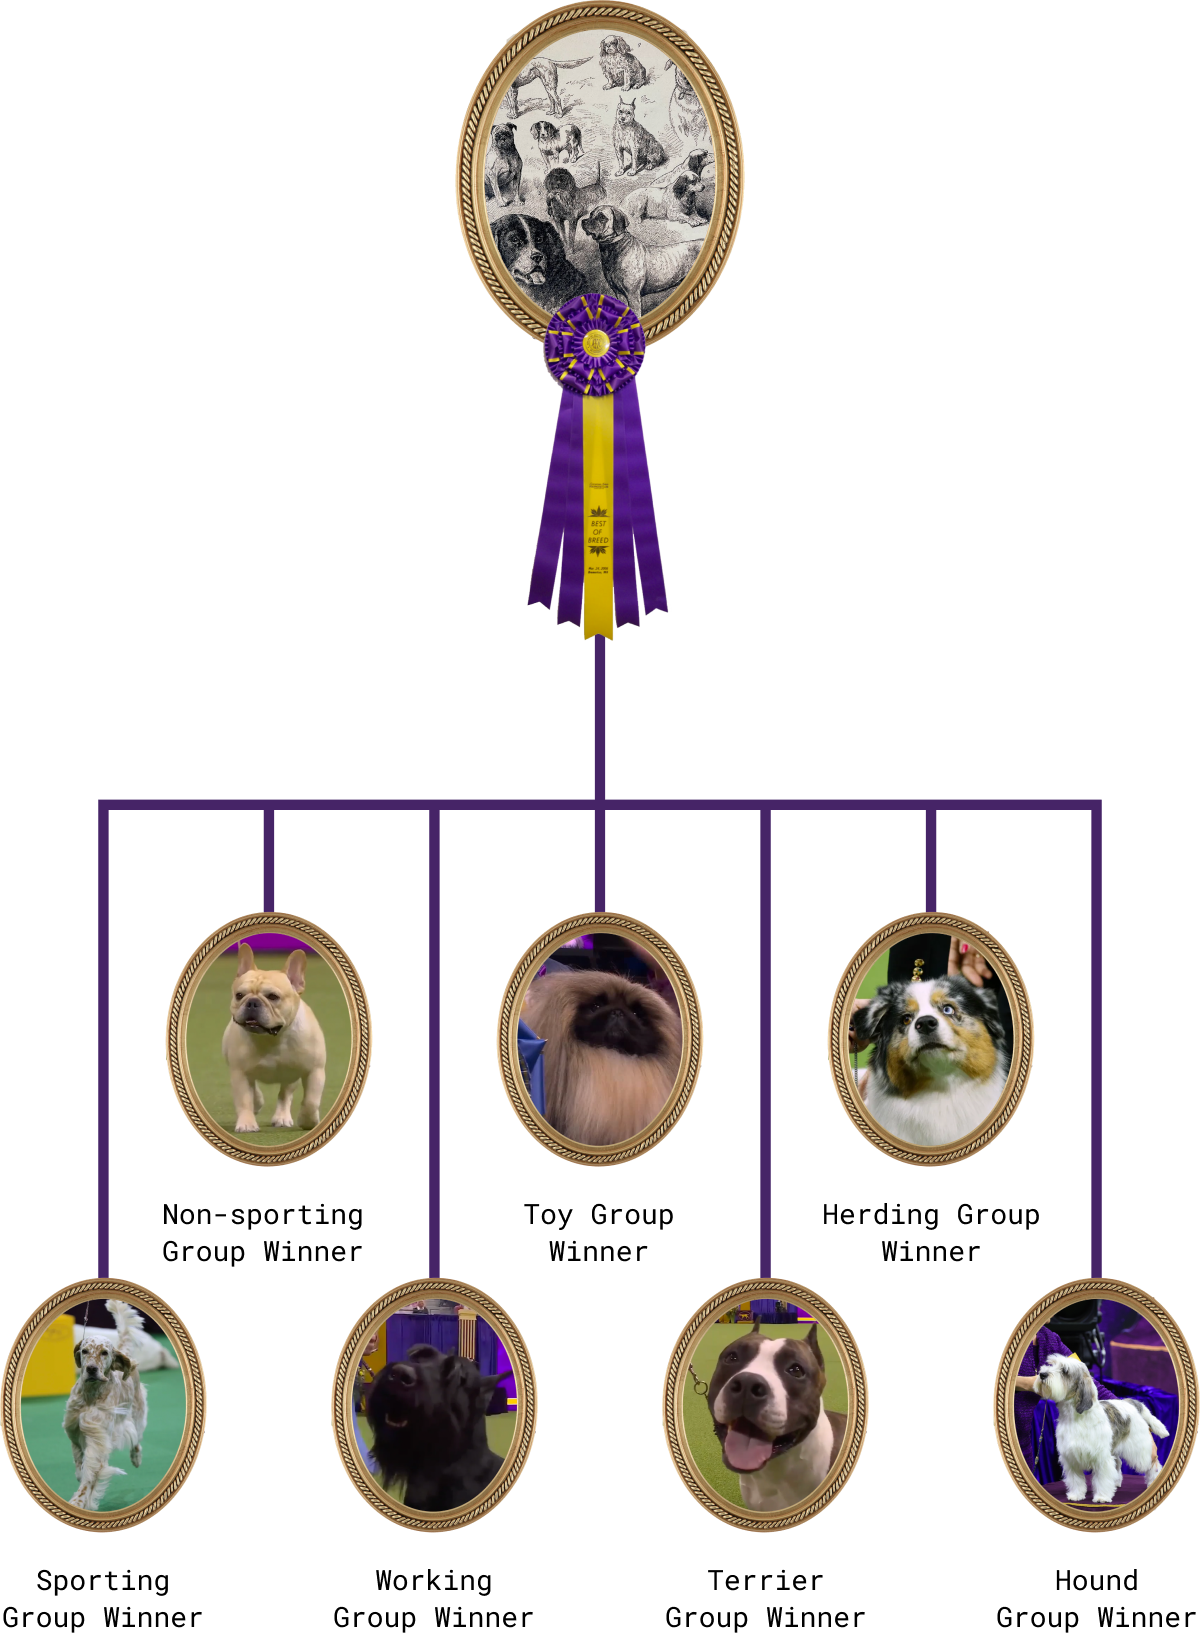 BEST
OF
BREED
Non-sporting
Group Winner
Toy Group
Winner
Herding Group
Winner
Sporting
Group Winner
Working
Group Winner
Terrier
Group Winner
Hound
Group Winner